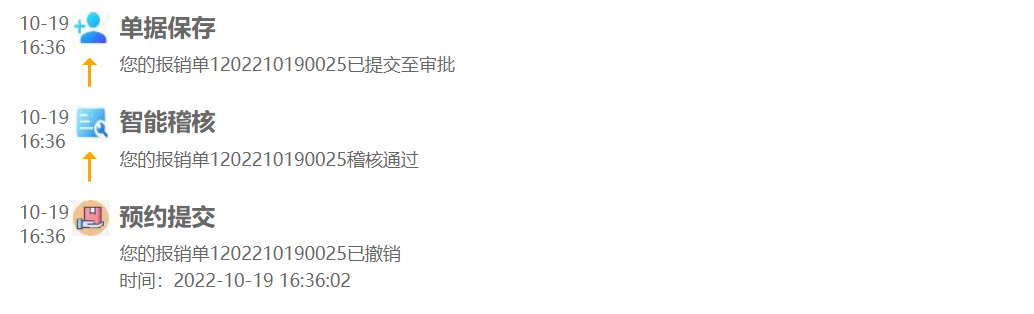 10-19
16:36
单据保存
您的报销单1202210190025已提交至审批
10-19
16:36
智能稽核
您的报销单1202210190025稽核通过
10-19
16:36
预约提交
您的报销单1202210190025已撤销
时间：2022-10-19 16:36:02